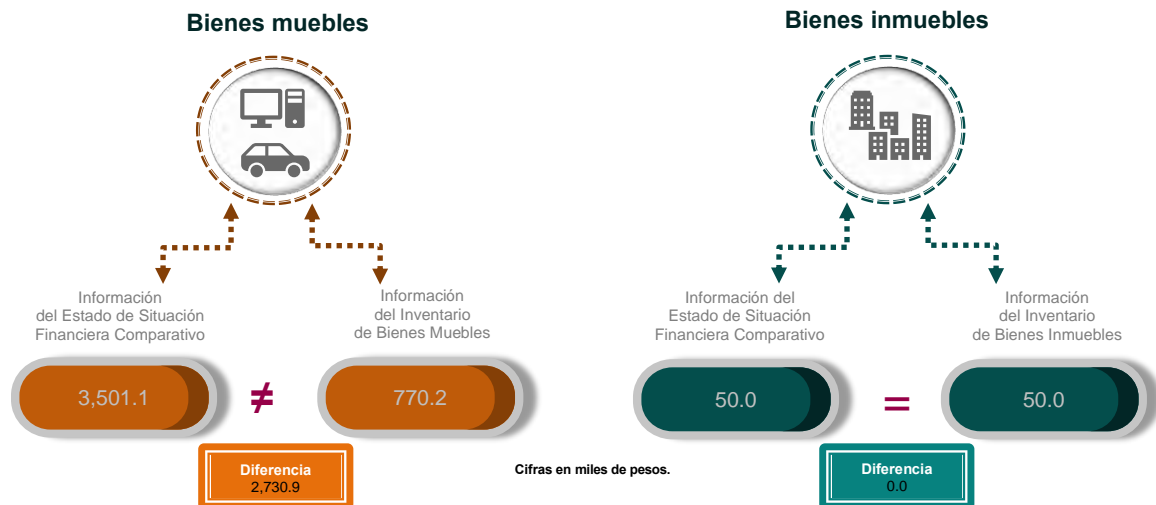 Bienes muebles
Información
del Estado de Situación
Financiera Comparativo
Información
del Inventario
de Bienes Muebles
3,501.1
≠
770.2
Diferencia
2,730.9
Cifras en miles de pesos.
Bienes inmuebles
Información del
Estado de Situación
Financiera Comparativo
Información
del Inventario
de Bienes Inmuebles
50.0
=
50.0
Diferencia
0.0